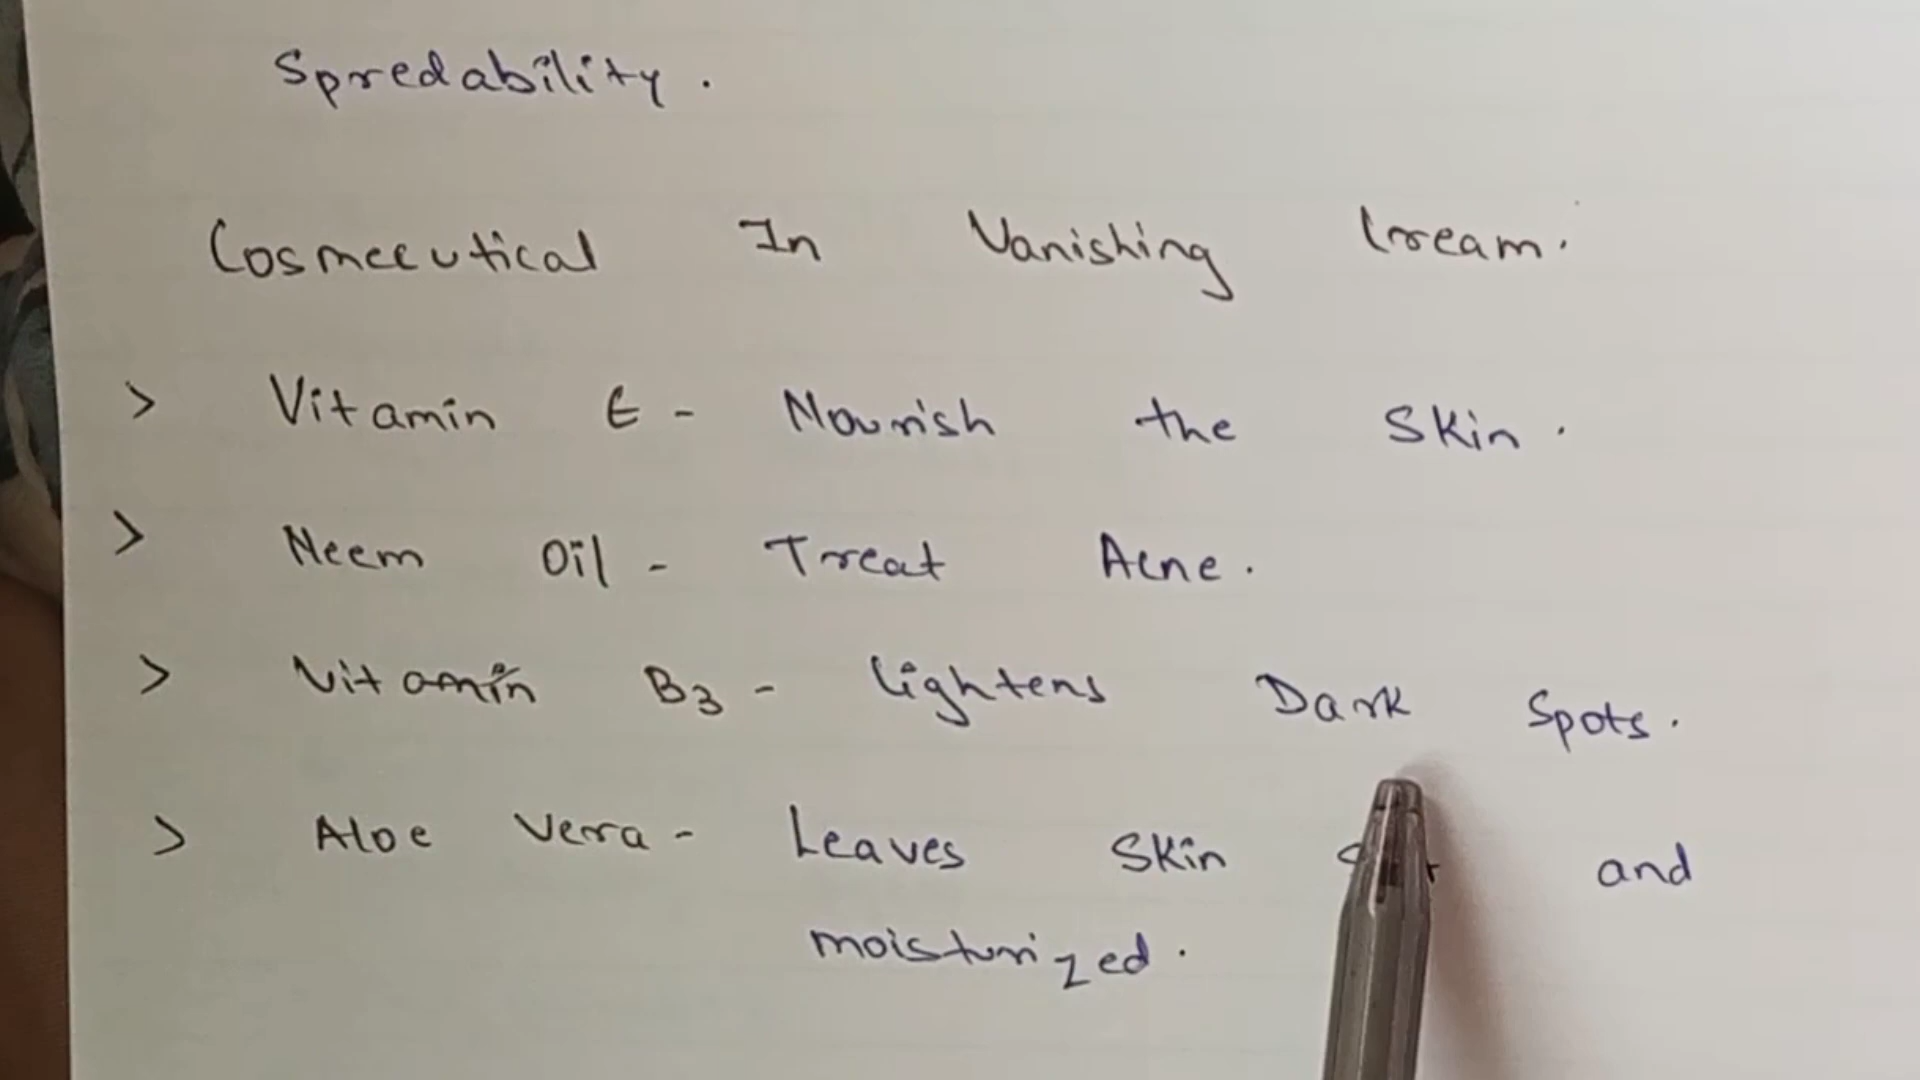 Spredability.
Cosmeceutical In Vanishing Cream.
> Vitamin E - Nourish the Skin.
> Neem Oil - Treat Acne.
> Vitamin B3 - lightens Dark Spots.
> Aloe Vera - Leaves Skin and
moisturized.